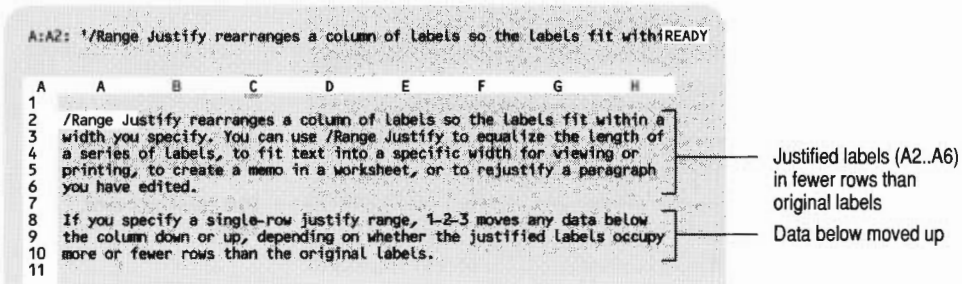 A:A2: '/Range Justify rearranges a column of labels so the labels fit withi READY
A A B C D E F G H
1
2 /Range Justify rearranges a column of labels so the labels fit within a
3 width you specify. You can use /Range Justify to equalize the length of
4 a series of labels, to fit text into a specific width for viewing or
5 printing, to create a memo in a worksheet, or to rejustify a paragraph
6 you have edited.
7
8 If you specify a single-row justify range, 1-2-3 moves any data below
9 the column down or up, depending on whether the justified labels occupy
10 more or fewer rows than the original labels.
11
Justified labels (A2..A6)
in fewer rows than
original labels
Data below moved up